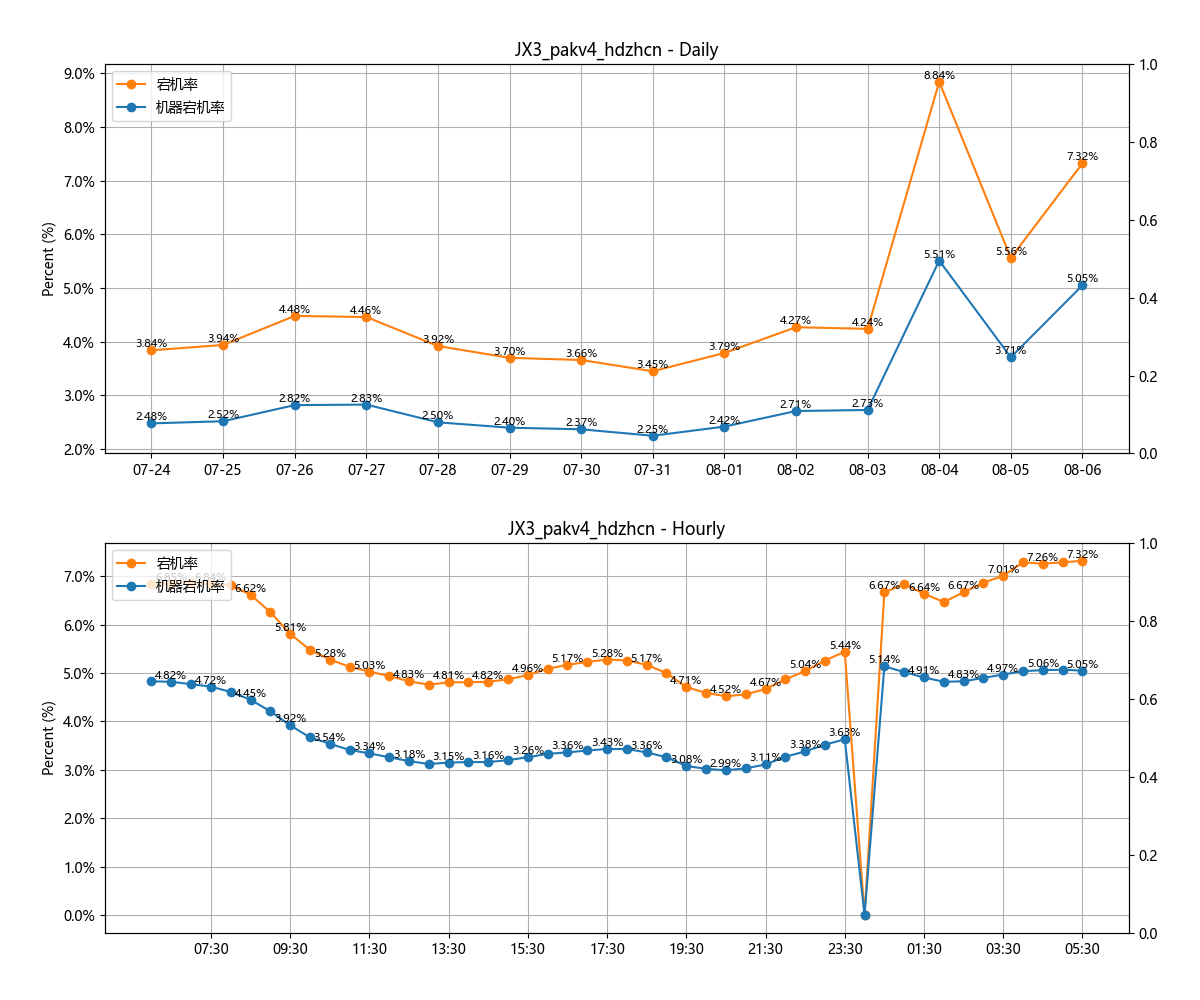 JX3_pakv4_hdzhcn - Daily
宕机率
机器宕机率
Percent (%)
9.0%
8.0%
7.0%
6.0%
5.0%
4.0%
3.0%
2.0%
1.0
0.8
0.6
0.4
0.2
0.0
3.84% 3.94% 4.48% 4.46% 3.92% 3.70% 3.66% 3.45% 3.79% 4.27% 4.24% 8.84% 5.56% 7.32%
2.48% 2.52% 2.82% 2.83% 2.50% 2.40% 2.37% 2.25% 2.42% 2.71% 2.73% 5.51% 3.71% 5.05%
07-24 07-25 07-26 07-27 07-28 07-29 07-30 07-31 08-01 08-02 08-03 08-04 08-05 08-06
JX3_pakv4_hdzhcn - Hourly
宕机率
机器宕机率
Percent (%)
7.0%
6.0%
5.0%
4.0%
3.0%
2.0%
1.0%
0.0%
1.0
0.8
0.6
0.4
0.2
0.0
6.62% 5.81% 5.28% 5.03% 4.83% 4.81% 4.82% 4.96% 5.17% 5.28% 5.17% 4.71% 4.52% 4.67% 5.04% 5.44% 6.67% 6.64% 6.67% 7.01% 7.26% 7.32%
4.82% 4.72% 4.45% 3.92% 3.54% 3.34% 3.18% 3.15% 3.16% 3.26% 3.36% 3.43% 3.36% 3.08% 2.99% 3.11% 3.38% 3.63% 5.14% 4.91% 4.83% 4.97% 5.06% 5.05%
07:30 09:30 11:30 13:30 15:30 17:30 19:30 21:30 23:30 01:30 03:30 05:30